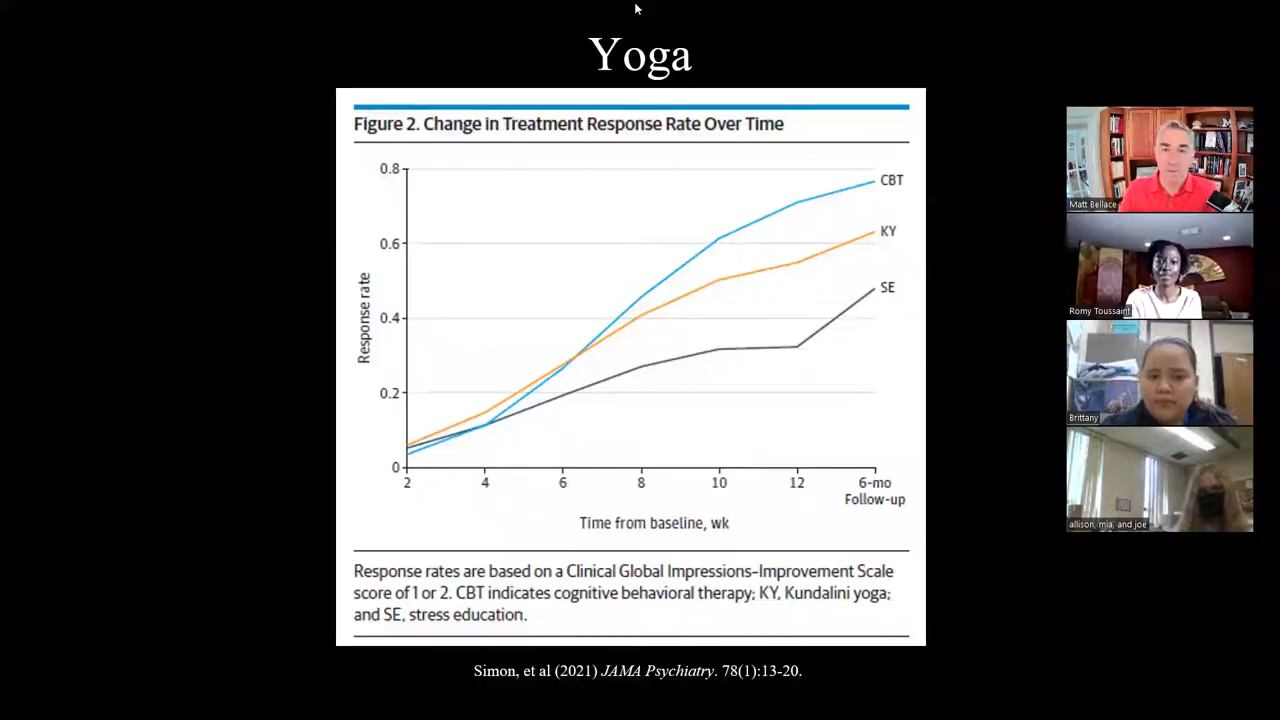 Yoga
Figure 2. Change in Treatment Response Rate Over Time
0.8
CBT
0.6
KY
SE
0.4
Response rate
0.2
0
2 4 6 8 10 12 6-mo
Follow-up
Time from baseline, wk
Response rates are based on a Clinical Global Impressions–Improvement Scale
score of 1 or 2. CBT indicates cognitive behavioral therapy; KY, Kundalini yoga;
and SE, stress education.
Simon, et al (2021) JAMA Psychiatry. 78(1):13-20.
Matt Bellace
Romy Toussaint
Brittany
allison, mia, and joe